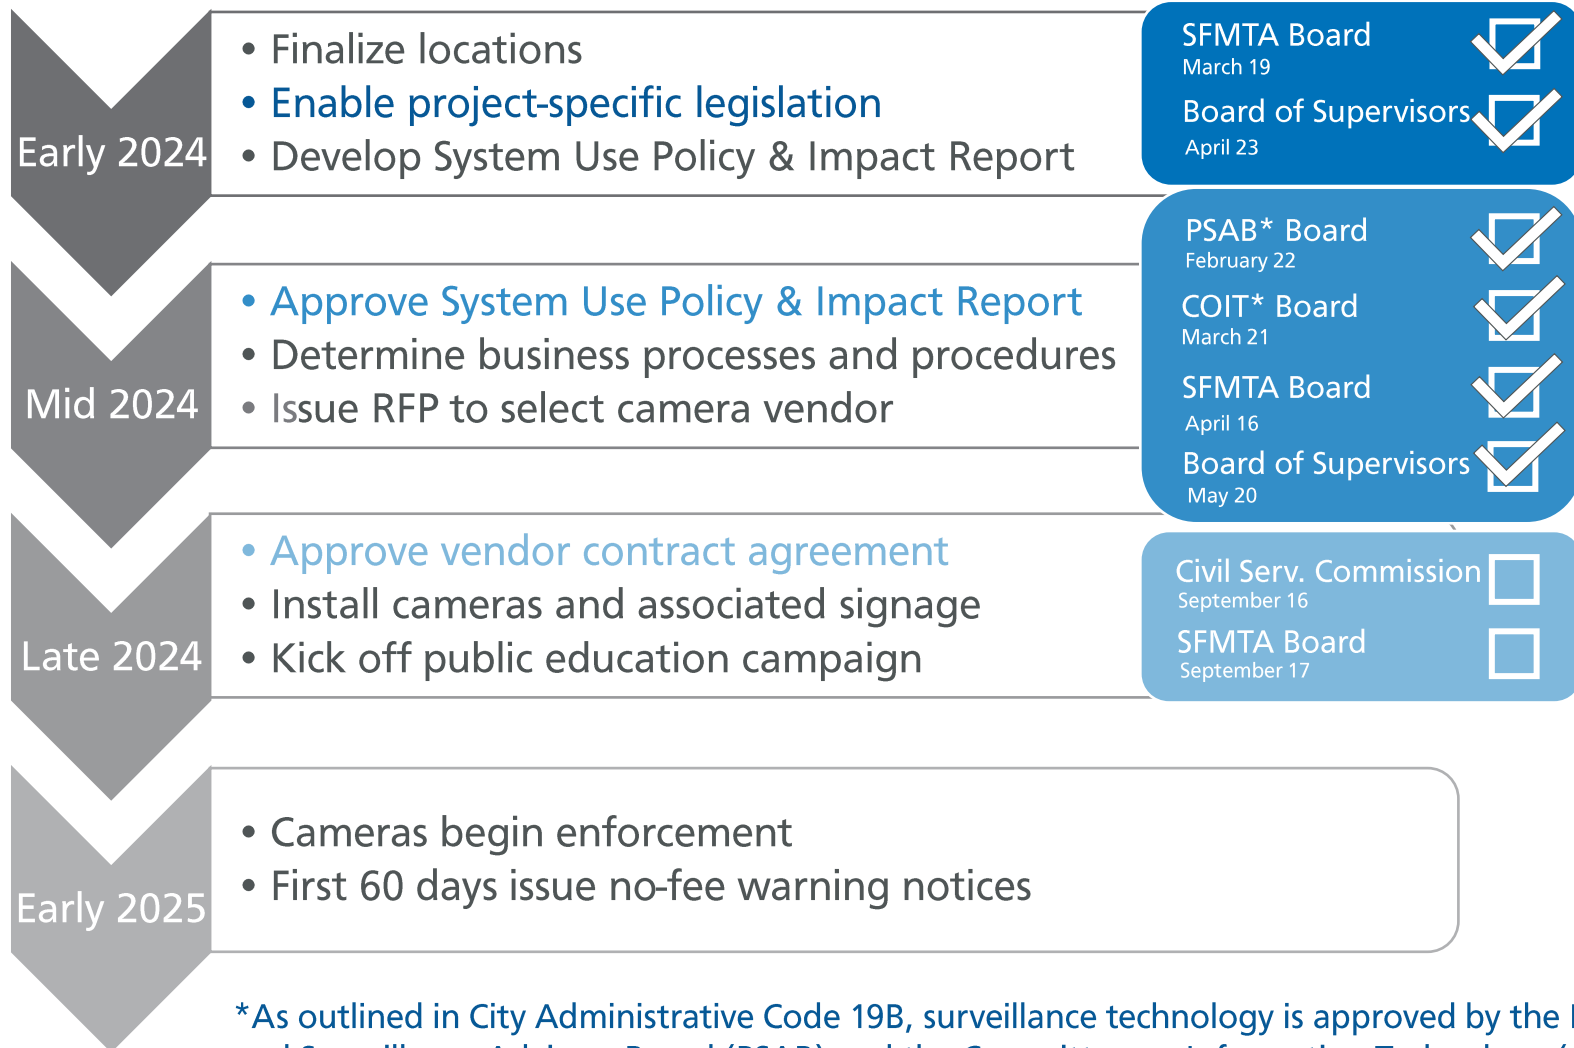 Early 2024
• Finalize locations
• Enable project-specific legislation
• Develop System Use Policy & Impact Report
SFMTA Board
March 19
Board of Supervisors
April 23
Mid 2024
• Approve System Use Policy & Impact Report
• Determine business processes and procedures
• Issue RFP to select camera vendor
PSAB* Board
February 22
COIT* Board
March 21
SFMTA Board
April 16
Board of Supervisors
May 20
Late 2024
• Approve vendor contract agreement
• Install cameras and associated signage
• Kick off public education campaign
Civil Serv. Commission
September 16
SFMTA Board
September 17
Early 2025
• Cameras begin enforcement
• First 60 days issue no-fee warning notices
*As outlined in City Administrative Code 19B, surveillance technology is approved by the